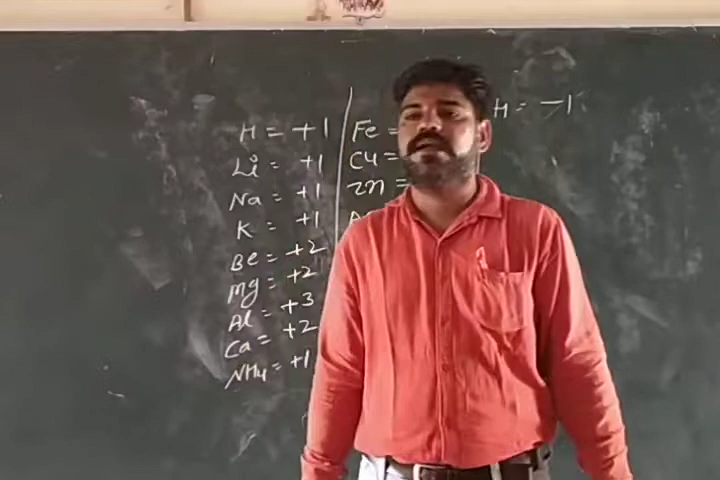 H = +1
Li = +1
Na = +1
K = +1
Be = +2
mg = +2
Al = +3
Ca = +2
NH4 = +1
Fe =
Cu =
Zn =
A
H = -1